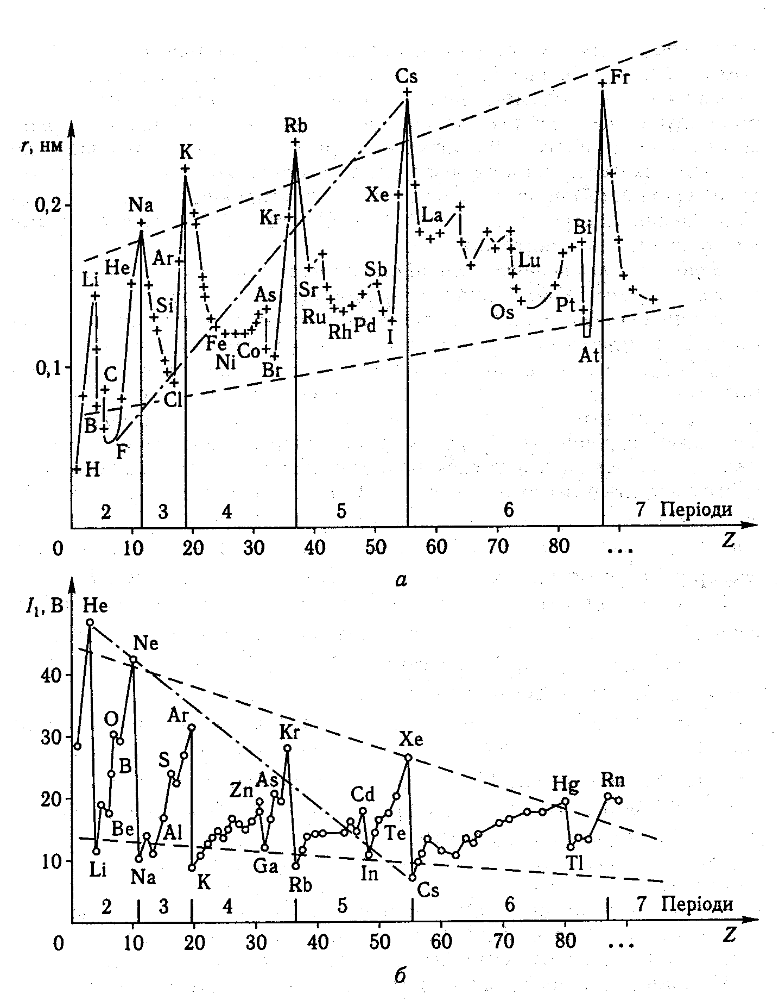 Cs
Fr
Rb
r, нм
K
Xe
0,2
Na
Kr
La
Bi
Ar
He
Li
Sb
Lu
Si
As
Sr
Os
Pt
Ru
Rh
Pd
I
Fe
Co
Ni
At
0,1
C
Br
Cl
B
F
H
2 3 4 5 6 7 Періоди
0 10 20 30 40 50 60 70 80 ... Z
а
I₁, В
He
Ne
40
O
Ar
30
Kr
Xe
S
B
Zn
As
Cd
Hg
Rn
20
Be
Al
Te
10
Li
Na
K
Ga
Rb
In
Cs
Tl
2 3 4 5 6 7 Періоди
0 10 20 30 40 50 60 70 80 ... Z
б